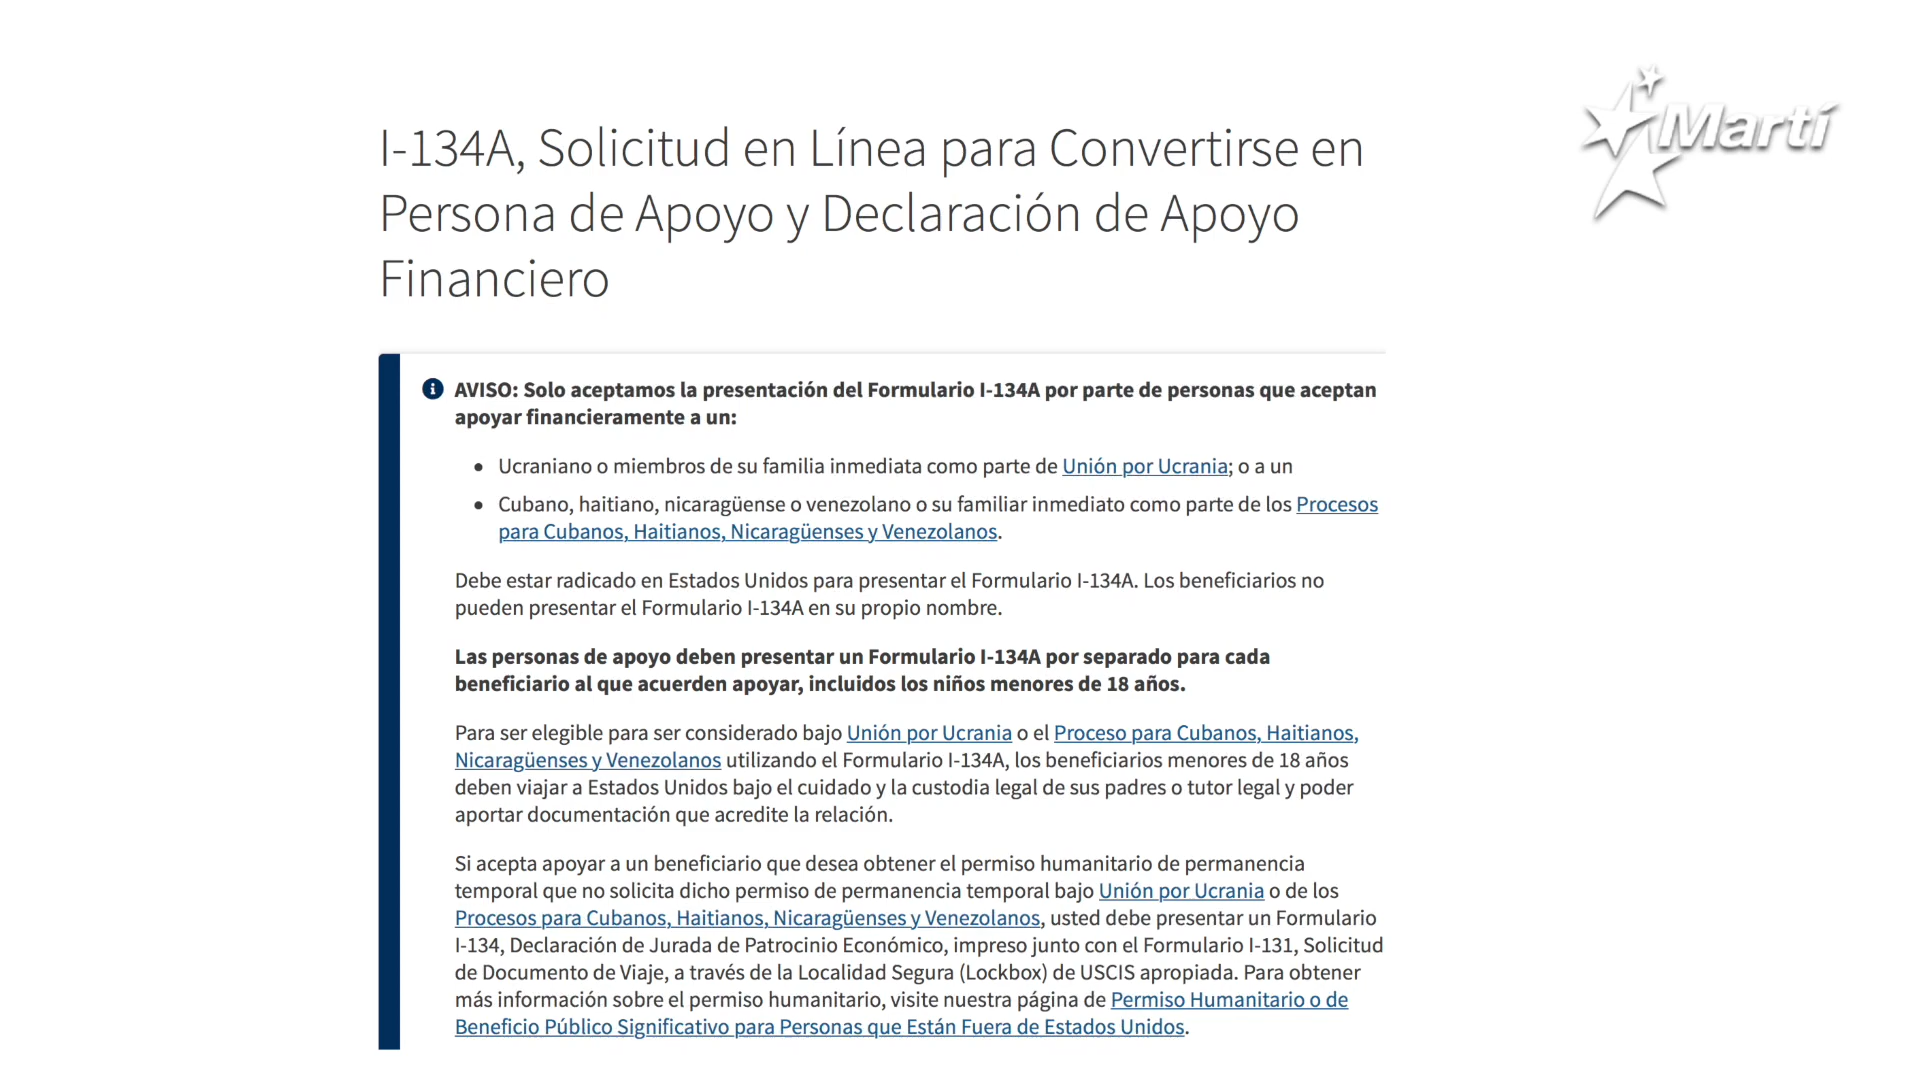 Martí
I-134A, Solicitud en Línea para Convertirse en
Persona de Apoyo y Declaración de Apoyo
Financiero
AVISO: Solo aceptamos la presentación del Formulario I-134A por parte de personas que aceptan
apoyar financieramente a un:
• Ucraniano o miembros de su familia inmediata como parte de Unión por Ucrania; o a un
• Cubano, haitiano, nicaragüense o venezolano o su familiar inmediato como parte de los Procesos
para Cubanos, Haitianos, Nicaragüenses y Venezolanos.
Debe estar radicado en Estados Unidos para presentar el Formulario I-134A. Los beneficiarios no
pueden presentar el Formulario I-134A en su propio nombre.
Las personas de apoyo deben presentar un Formulario I-134A por separado para cada
beneficiario al que acuerden apoyar, incluidos los niños menores de 18 años.
Para ser elegible para ser considerado bajo Unión por Ucrania o el Proceso para Cubanos, Haitianos,
Nicaragüenses y Venezolanos utilizando el Formulario I-134A, los beneficiarios menores de 18 años
deben viajar a Estados Unidos bajo el cuidado y la custodia legal de sus padres o tutor legal y poder
aportar documentación que acredite la relación.
Si acepta apoyar a un beneficiario que desea obtener el permiso humanitario de permanencia
temporal que no solicita dicho permiso de permanencia temporal bajo Unión por Ucrania o de los
Procesos para Cubanos, Haitianos, Nicaragüenses y Venezolanos, usted debe presentar un Formulario
I-134, Declaración de Jurada de Patrocinio Económico, impreso junto con el Formulario I-131, Solicitud
de Documento de Viaje, a través de la Localidad Segura (Lockbox) de USCIS apropiada. Para obtener
más información sobre el permiso humanitario, visite nuestra página de Permiso Humanitario o de
Beneficio Público Significativo para Personas que Están Fuera de Estados Unidos.